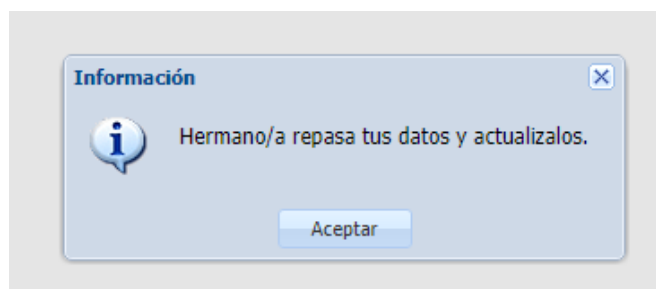 Información
Hermano/a repasa tus datos y actualizalos.
Aceptar